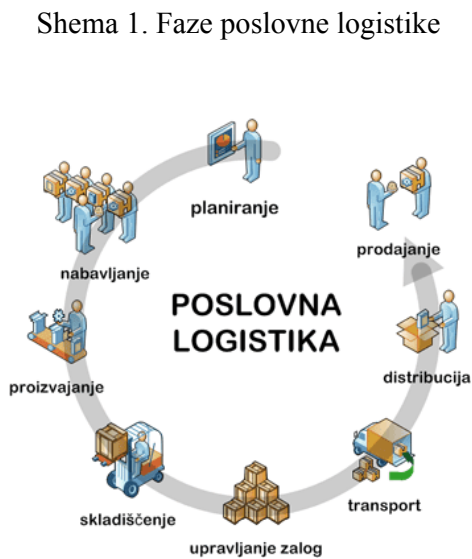 Shema 1. Faze poslovne logistike
planiranje
prodajanje
nabavljanje
POSLOVNA
LOGISTIKA
distribucija
proizvajanje
transport
skladiščenje
upravljanje zalog